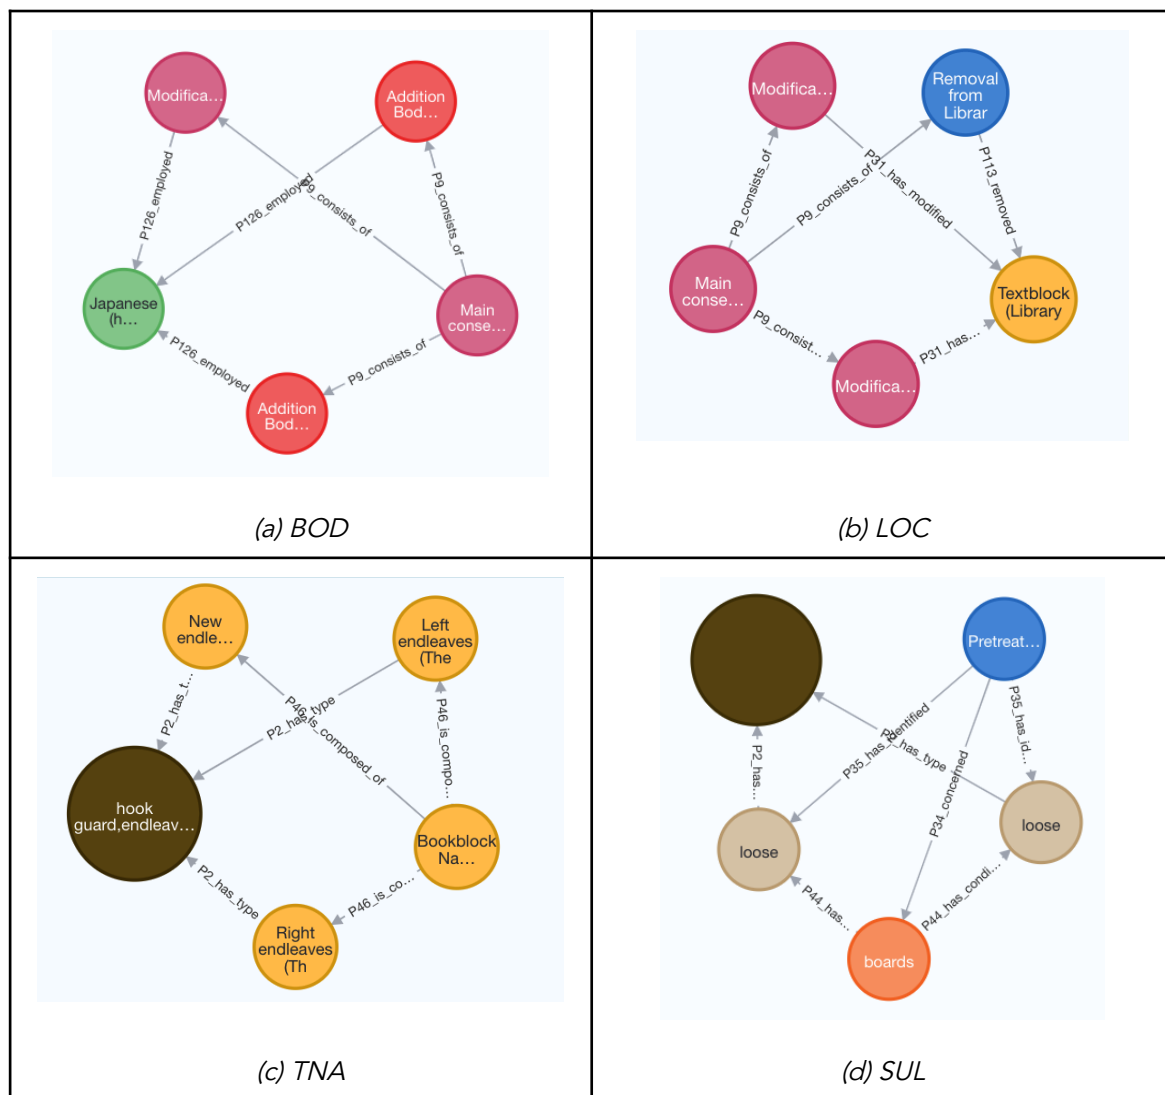 Modifica...
Addition
Bod...
P126_employed
P126_employed
P9_consists_of
P9_consists_of
Japanese
(h...
Main
conse...
P126_employed
P9_consists_of
Addition
Bod...
(a) BOD
Modifica...
Removal
from
Librar
P9_consists_of
P31_has_modified
P9_consists_of
P113_removed
Main
conse...
Textblock
(Library
P9_consist...
P31_has...
Modifica...
(b) LOC
New
endle...
Left
endleaves
(The
P2_has_t...
P46_is_composed_of
P2_has_type
P46_is_compo...
hook
guard,endleav...
Bookblock
Na...
P2_has_type
P46_is_co...
Right
endleaves
(Th
(c) TNA
Pretreat...
P35_has_identified
P2_has_type
P35_has_id...
P2_has...
P34_concerned
loose
loose
P44_has...
P44_has_condi...
boards
(d) SUL